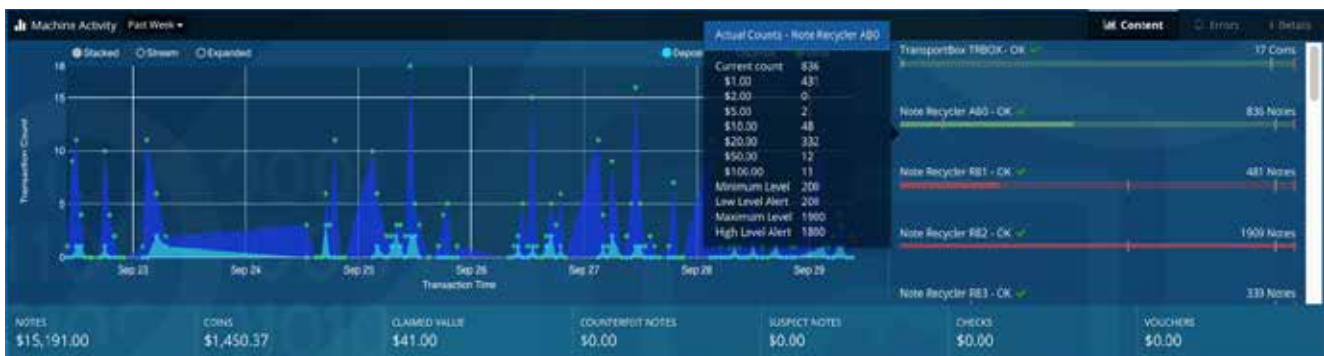 Machine Activity Past Week
Content Errors Details
Stacked Stream Expanded
Actual Counts - Note Recycler AB0
Current count 836
$1.00 431
$2.00 0
$5.00 2
$10.00 48
$20.00 332
$50.00 12
$100.00 11
Minimum Level 200
Low Level Alert 200
Maximum Level 1900
High Level Alert 1800
TransportBox TRBOX - OK 17 Coins
Note Recycler AB0 - OK 836 Notes
Note Recycler RB1 - OK 481 Notes
Note Recycler RB2 - OK 1909 Notes
Note Recycler RB3 - OK 339 Notes
Transaction Count
18
15
10
5
0
Sep 23 Sep 24 Sep 25 Sep 26 Sep 27 Sep 28 Sep 29
Transaction Time
NOTES COINS CLAIMED VALUE COUNTERFEIT NOTES SUSPECT NOTES CHECKS VOUCHERS
$15,191.00 $1,450.37 $41.00 $0.00 $0.00 $0.00 $0.00